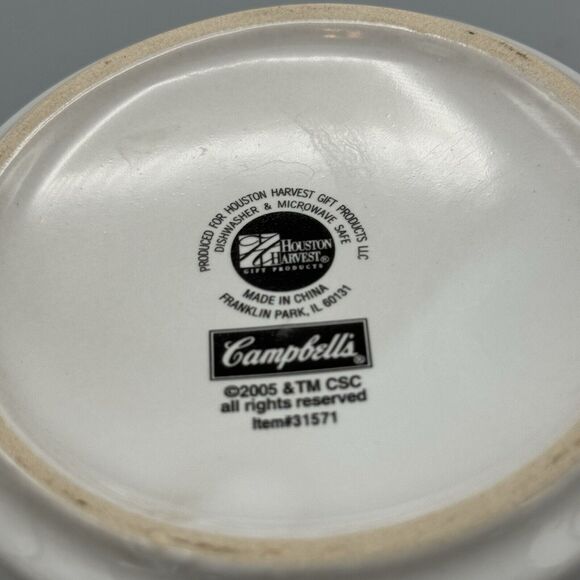 PRODUCED FOR HOUSTON HARVEST GIFT PRODUCTS LLC
DISHWASHER & MICROWAVE SAFE
HOUSTON
HARVEST®
GIFT PRODUCTS
MADE IN CHINA
FRANKLIN PARK, IL 60131
Campbell's®
©2005 &TM CSC
all rights reserved
Item#31571